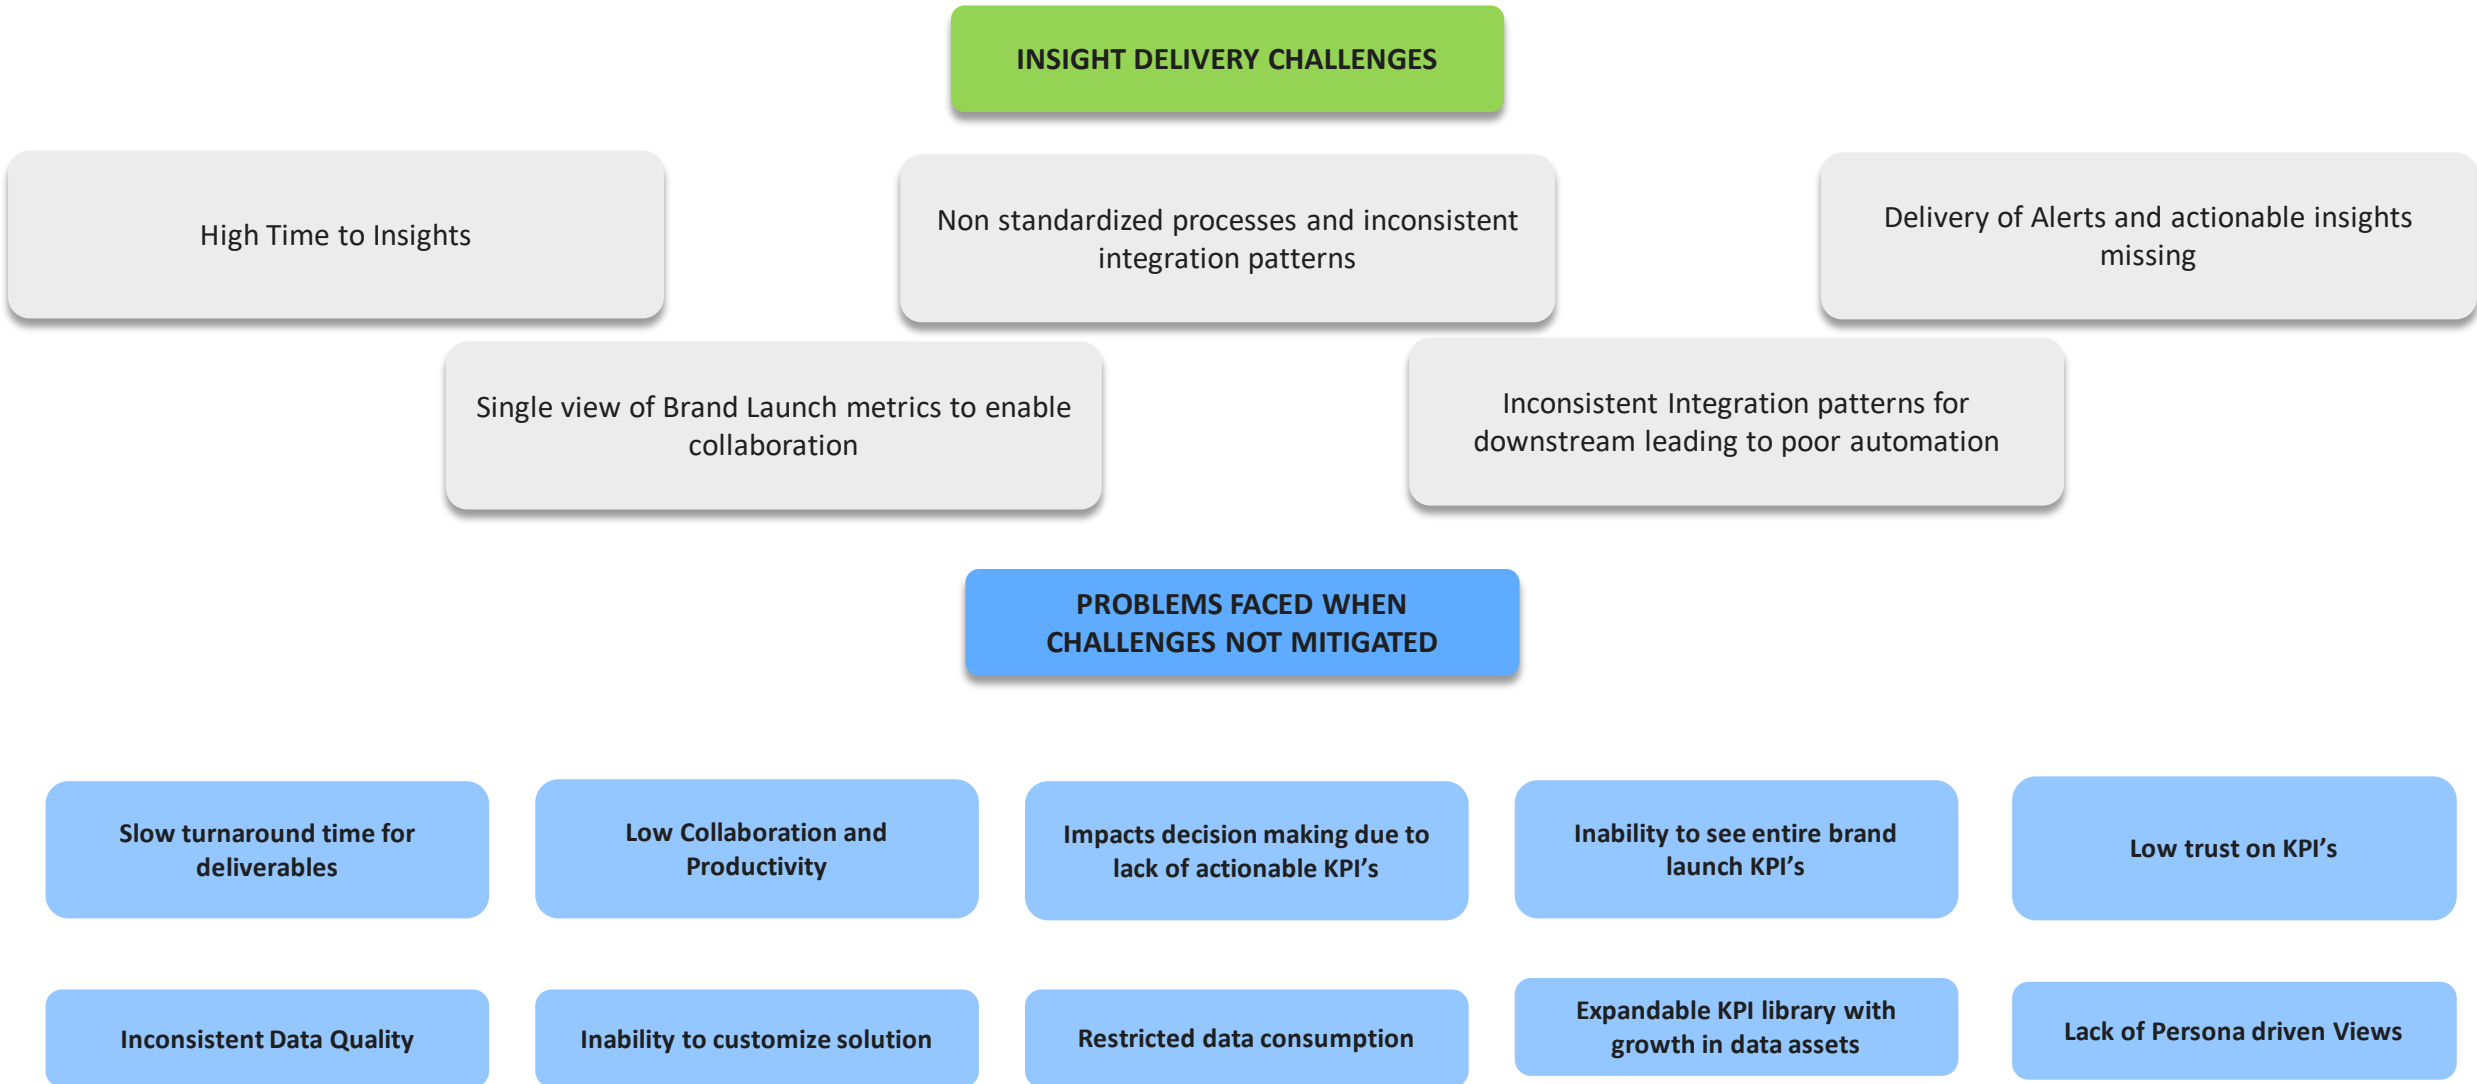 INSIGHT DELIVERY CHALLENGES
High Time to Insights
Non standardized processes and inconsistent
integration patterns
Delivery of Alerts and actionable insights
missing
Single view of Brand Launch metrics to enable
collaboration
Inconsistent Integration patterns for
downstream leading to poor automation
PROBLEMS FACED WHEN
CHALLENGES NOT MITIGATED
Slow turnaround time for
deliverables
Low Collaboration and
Productivity
Impacts decision making due to
lack of actionable KPI’s
Inability to see entire brand
launch KPI’s
Low trust on KPI’s
Inconsistent Data Quality
Inability to customize solution
Restricted data consumption
Expandable KPI library with
growth in data assets
Lack of Persona driven Views